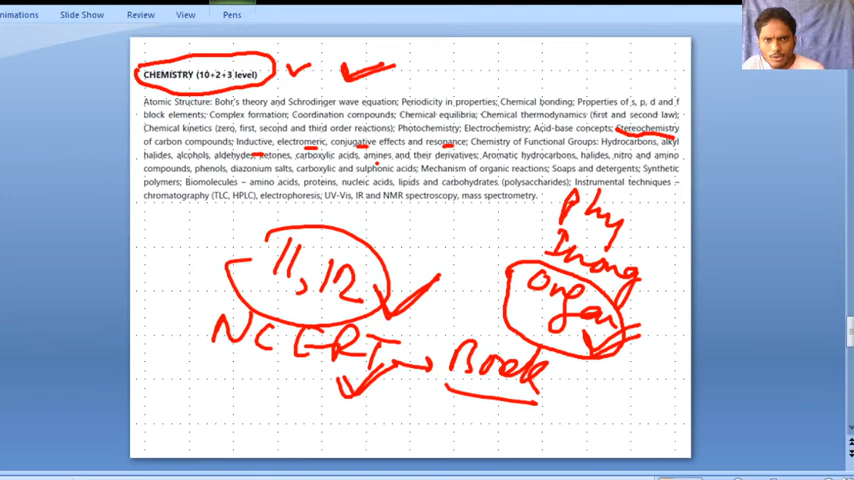 nimations Slide Show Review View Pens
CHEMISTRY (10+2+3 level)
Atomic Structure: Bohr's theory and Schrodinger wave equation; Periodicity in properties; Chemical bonding; Properties of s, p, d and f
block elements; Complex formation; Coordination compounds; Chemical equilibria; Chemical thermodynamics (first and second law);
Chemical kinetics (zero, first, second and third order reactions); Photochemistry; Electrochemistry; Acid-base concepts; Stereochemistry
of carbon compounds; Inductive, electromeric, conjugative effects and resonance; Chemistry of Functional Groups: Hydrocarbons, alkyl
halides, alcohols, aldehydes, ketones, carboxylic acids, amines and their derivatives; Aromatic hydrocarbons, halides, nitro and amino
compounds, phenols, diazonium salts, carboxylic and sulphonic acids; Mechanism of organic reactions; Soaps and detergents; Synthetic
polymers; Biomolecules – amino acids, proteins, nucleic acids, lipids and carbohydrates (polysaccharides); Instrumental techniques –
chromatography (TLC, HPLC), electrophoresis; UV-Vis, IR and NMR spectroscopy, mass spectrometry.
Phy
Inorg
11, 12
Organ
NCERT
Book